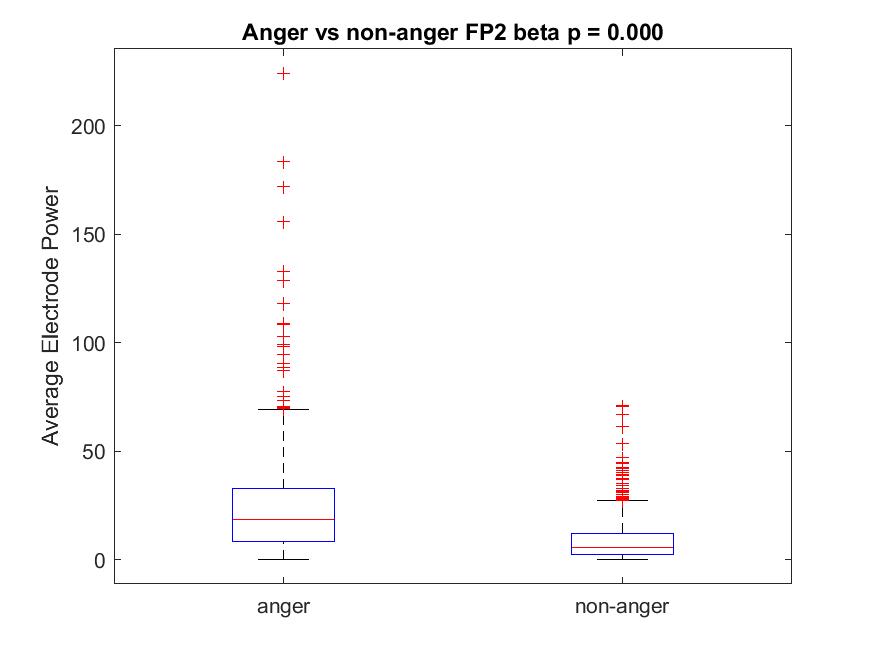 Anger vs non-anger FP2 beta p = 0.000
Average Electrode Power
200
150
100
50
0
anger
non-anger